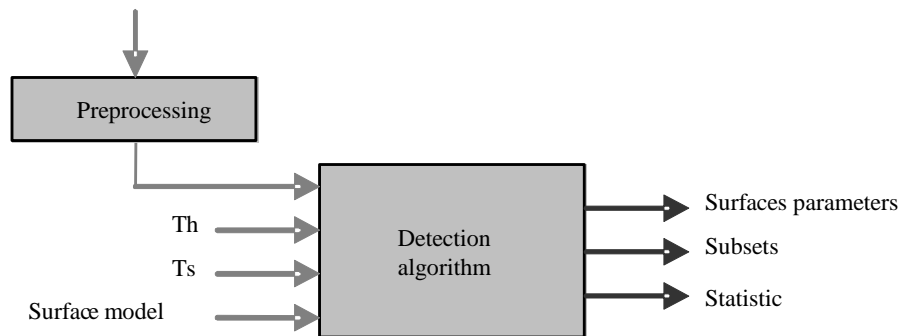 Preprocessing
Th
Ts
Surface model
Detection
algorithm
Surfaces parameters
Subsets
Statistic